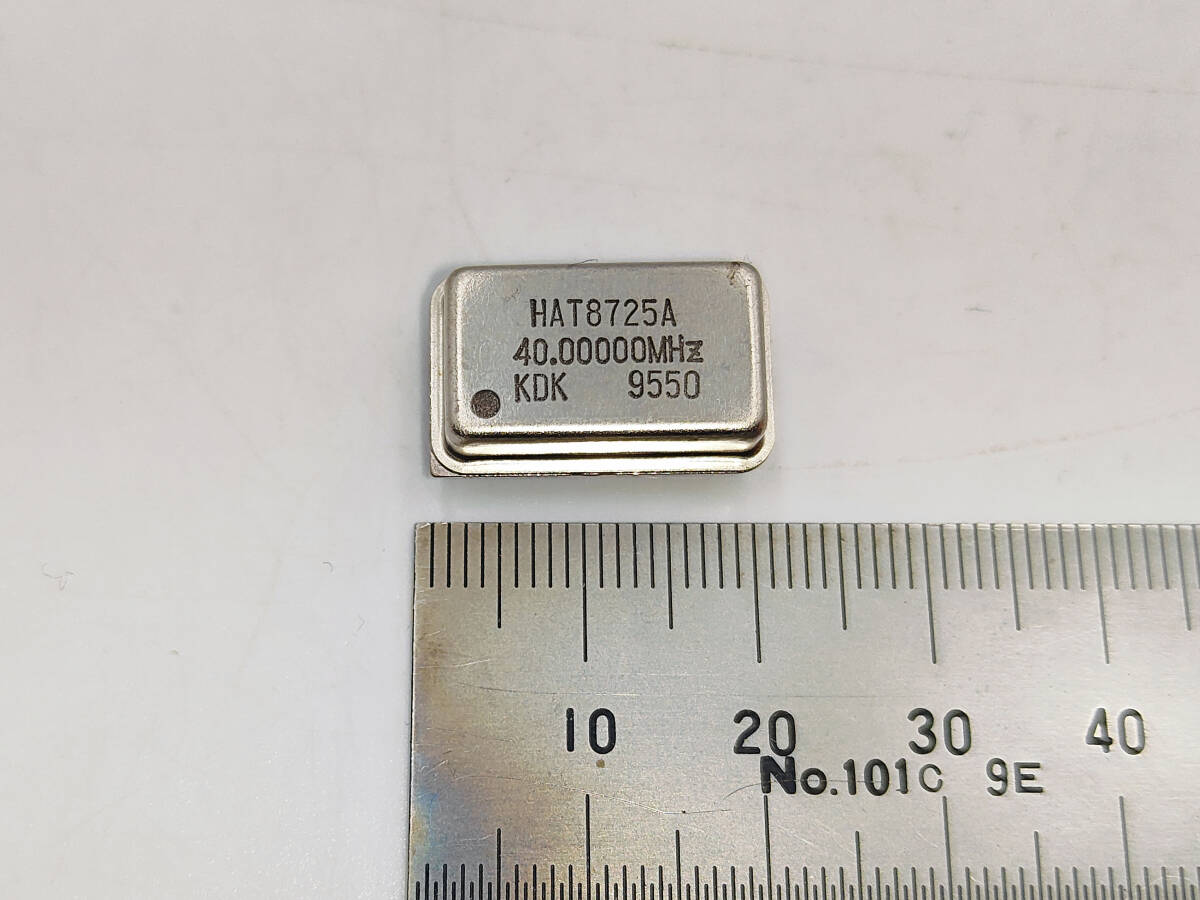 HAT8725A
40.00000MHz
KDK 9550
10 20 30 40
No.101C 9E